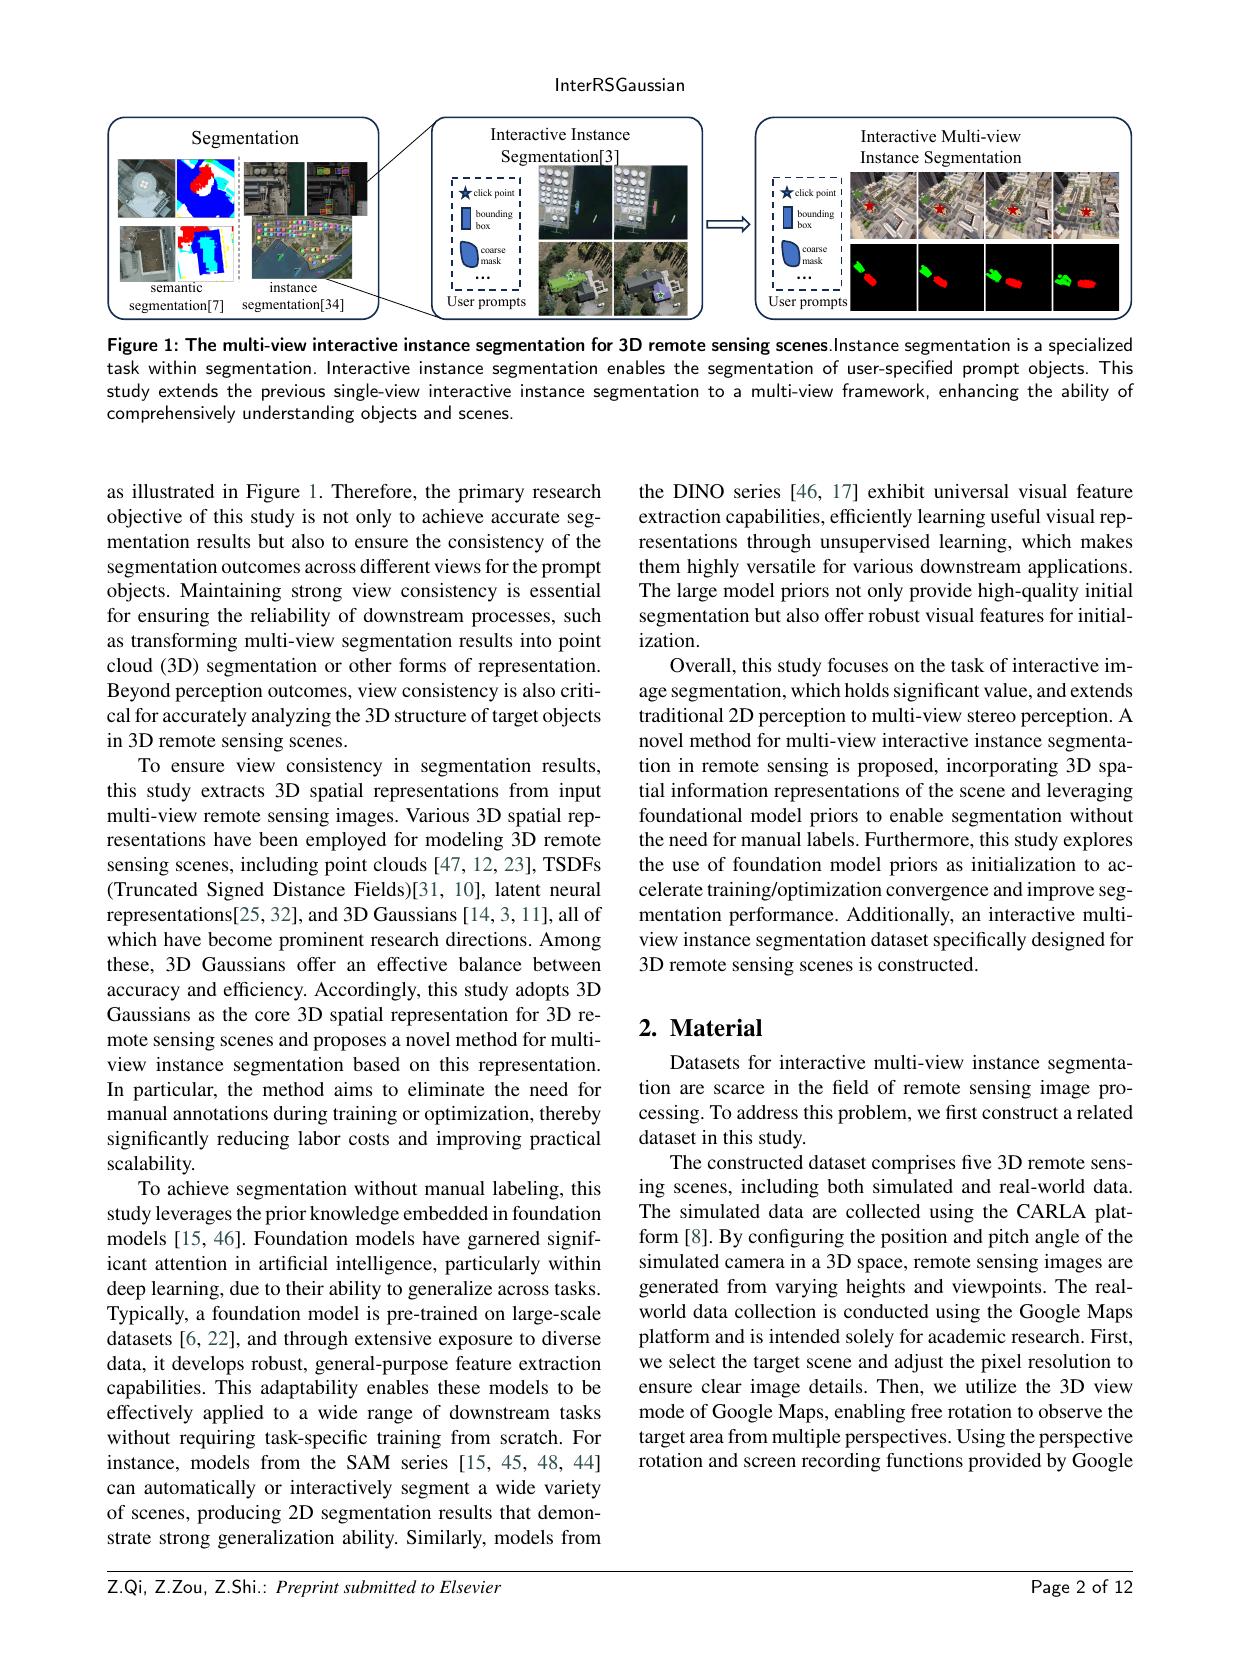 InterRSGaussian
Segmentation
semantic
segmentation[7]
instance
segmentation[34]
Interactive Instance
Segmentation[3]
click point
bounding
box
coarse
mask
...
User prompts
Interactive Multi-view
Instance Segmentation
click point
bounding
box
coarse
mask
...
User prompts
Figure 1: The multi-view interactive instance segmentation for 3D remote sensing scenes.Instance segmentation is a specialized
task within segmentation. Interactive instance segmentation enables the segmentation of user-specified prompt objects. This
study extends the previous single-view interactive instance segmentation to a multi-view framework, enhancing the ability of
comprehensively understanding objects and scenes.
as illustrated in Figure 1. Therefore, the primary research
objective of this study is not only to achieve accurate seg-
mentation results but also to ensure the consistency of the
segmentation outcomes across different views for the prompt
objects. Maintaining strong view consistency is essential
for ensuring the reliability of downstream processes, such
as transforming multi-view segmentation results into point
cloud (3D) segmentation or other forms of representation.
Beyond perception outcomes, view consistency is also criti-
cal for accurately analyzing the 3D structure of target objects
in 3D remote sensing scenes.
To ensure view consistency in segmentation results,
this study extracts 3D spatial representations from input
multi-view remote sensing images. Various 3D spatial rep-
resentations have been employed for modeling 3D remote
sensing scenes, including point clouds [47, 12, 23], TSDFs
(Truncated Signed Distance Fields)[31, 10], latent neural
representations[25, 32], and 3D Gaussians [14, 3, 11], all of
which have become prominent research directions. Among
these, 3D Gaussians offer an effective balance between
accuracy and efficiency. Accordingly, this study adopts 3D
Gaussians as the core 3D spatial representation for 3D re-
mote sensing scenes and proposes a novel method for multi-
view instance segmentation based on this representation.
In particular, the method aims to eliminate the need for
manual annotations during training or optimization, thereby
significantly reducing labor costs and improving practical
scalability.
To achieve segmentation without manual labeling, this
study leverages the prior knowledge embedded in foundation
models [15, 46]. Foundation models have garnered signif-
icant attention in artificial intelligence, particularly within
deep learning, due to their ability to generalize across tasks.
Typically, a foundation model is pre-trained on large-scale
datasets [6, 22], and through extensive exposure to diverse
data, it develops robust, general-purpose feature extraction
capabilities. This adaptability enables these models to be
effectively applied to a wide range of downstream tasks
without requiring task-specific training from scratch. For
instance, models from the SAM series [15, 45, 48, 44]
can automatically or interactively segment a wide variety
of scenes, producing 2D segmentation results that demon-
strate strong generalization ability. Similarly, models from
the DINO series [46, 17] exhibit universal visual feature
extraction capabilities, efficiently learning useful visual rep-
resentations through unsupervised learning, which makes
them highly versatile for various downstream applications.
The large model priors not only provide high-quality initial
segmentation but also offer robust visual features for initial-
ization.
Overall, this study focuses on the task of interactive im-
age segmentation, which holds significant value, and extends
traditional 2D perception to multi-view stereo perception. A
novel method for multi-view interactive instance segmenta-
tion in remote sensing is proposed, incorporating 3D spa-
tial information representations of the scene and leveraging
foundational model priors to enable segmentation without
the need for manual labels. Furthermore, this study explores
the use of foundation model priors as initialization to ac-
celerate training/optimization convergence and improve seg-
mentation performance. Additionally, an interactive multi-
view instance segmentation dataset specifically designed for
3D remote sensing scenes is constructed.
2. Material
Datasets for interactive multi-view instance segmenta-
tion are scarce in the field of remote sensing image pro-
cessing. To address this problem, we first construct a related
dataset in this study.
The constructed dataset comprises five 3D remote sens-
ing scenes, including both simulated and real-world data.
The simulated data are collected using the CARLA plat-
form [8]. By configuring the position and pitch angle of the
simulated camera in a 3D space, remote sensing images are
generated from varying heights and viewpoints. The real-
world data collection is conducted using the Google Maps
platform and is intended solely for academic research. First,
we select the target scene and adjust the pixel resolution to
ensure clear image details. Then, we utilize the 3D view
mode of Google Maps, enabling free rotation to observe the
target area from multiple perspectives. Using the perspective
rotation and screen recording functions provided by Google
Z.Qi, Z.Zou, Z.Shi.: Preprint submitted to Elsevier
Page 2 of 12